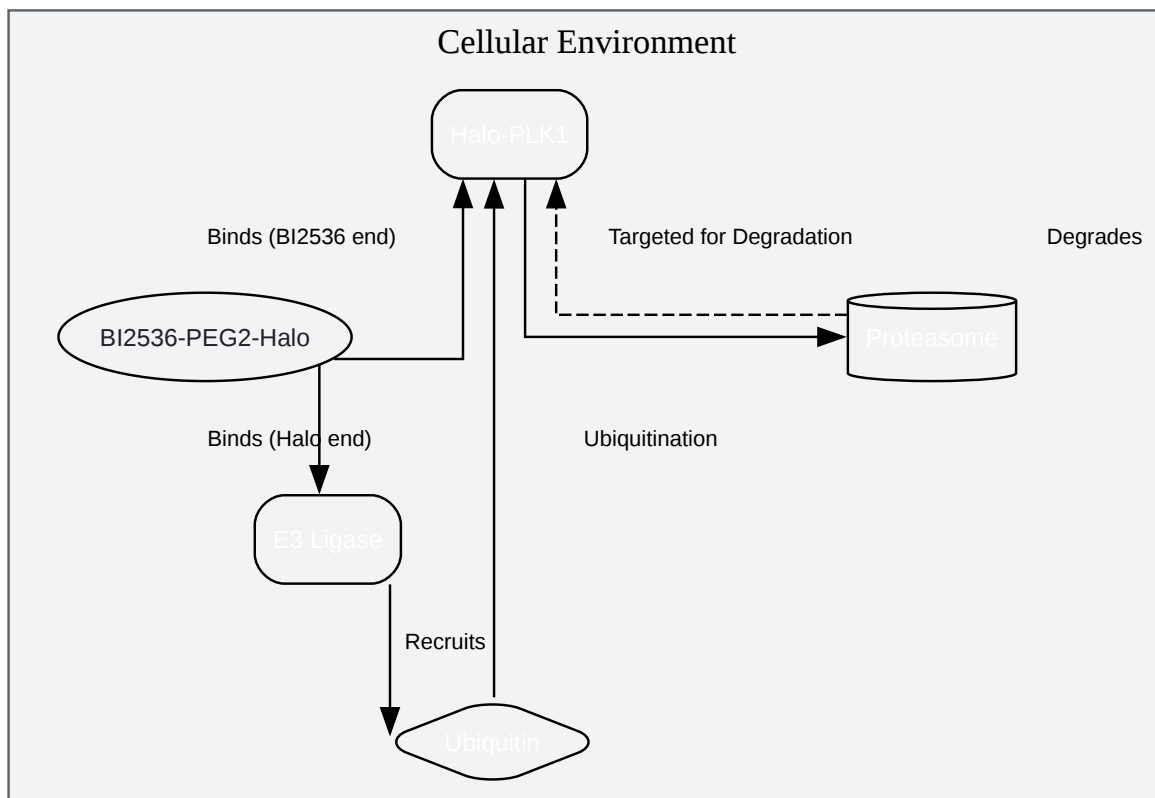 Cellular Environment
Halo-PLK1
Binds (BI2536 end)
Targeted for Degradation
Degrades
BI2536-PEG2-Halo
Proteasome
Binds (Halo end)
Ubiquitination
E3 Ligase
Recruits
Ubiquitin